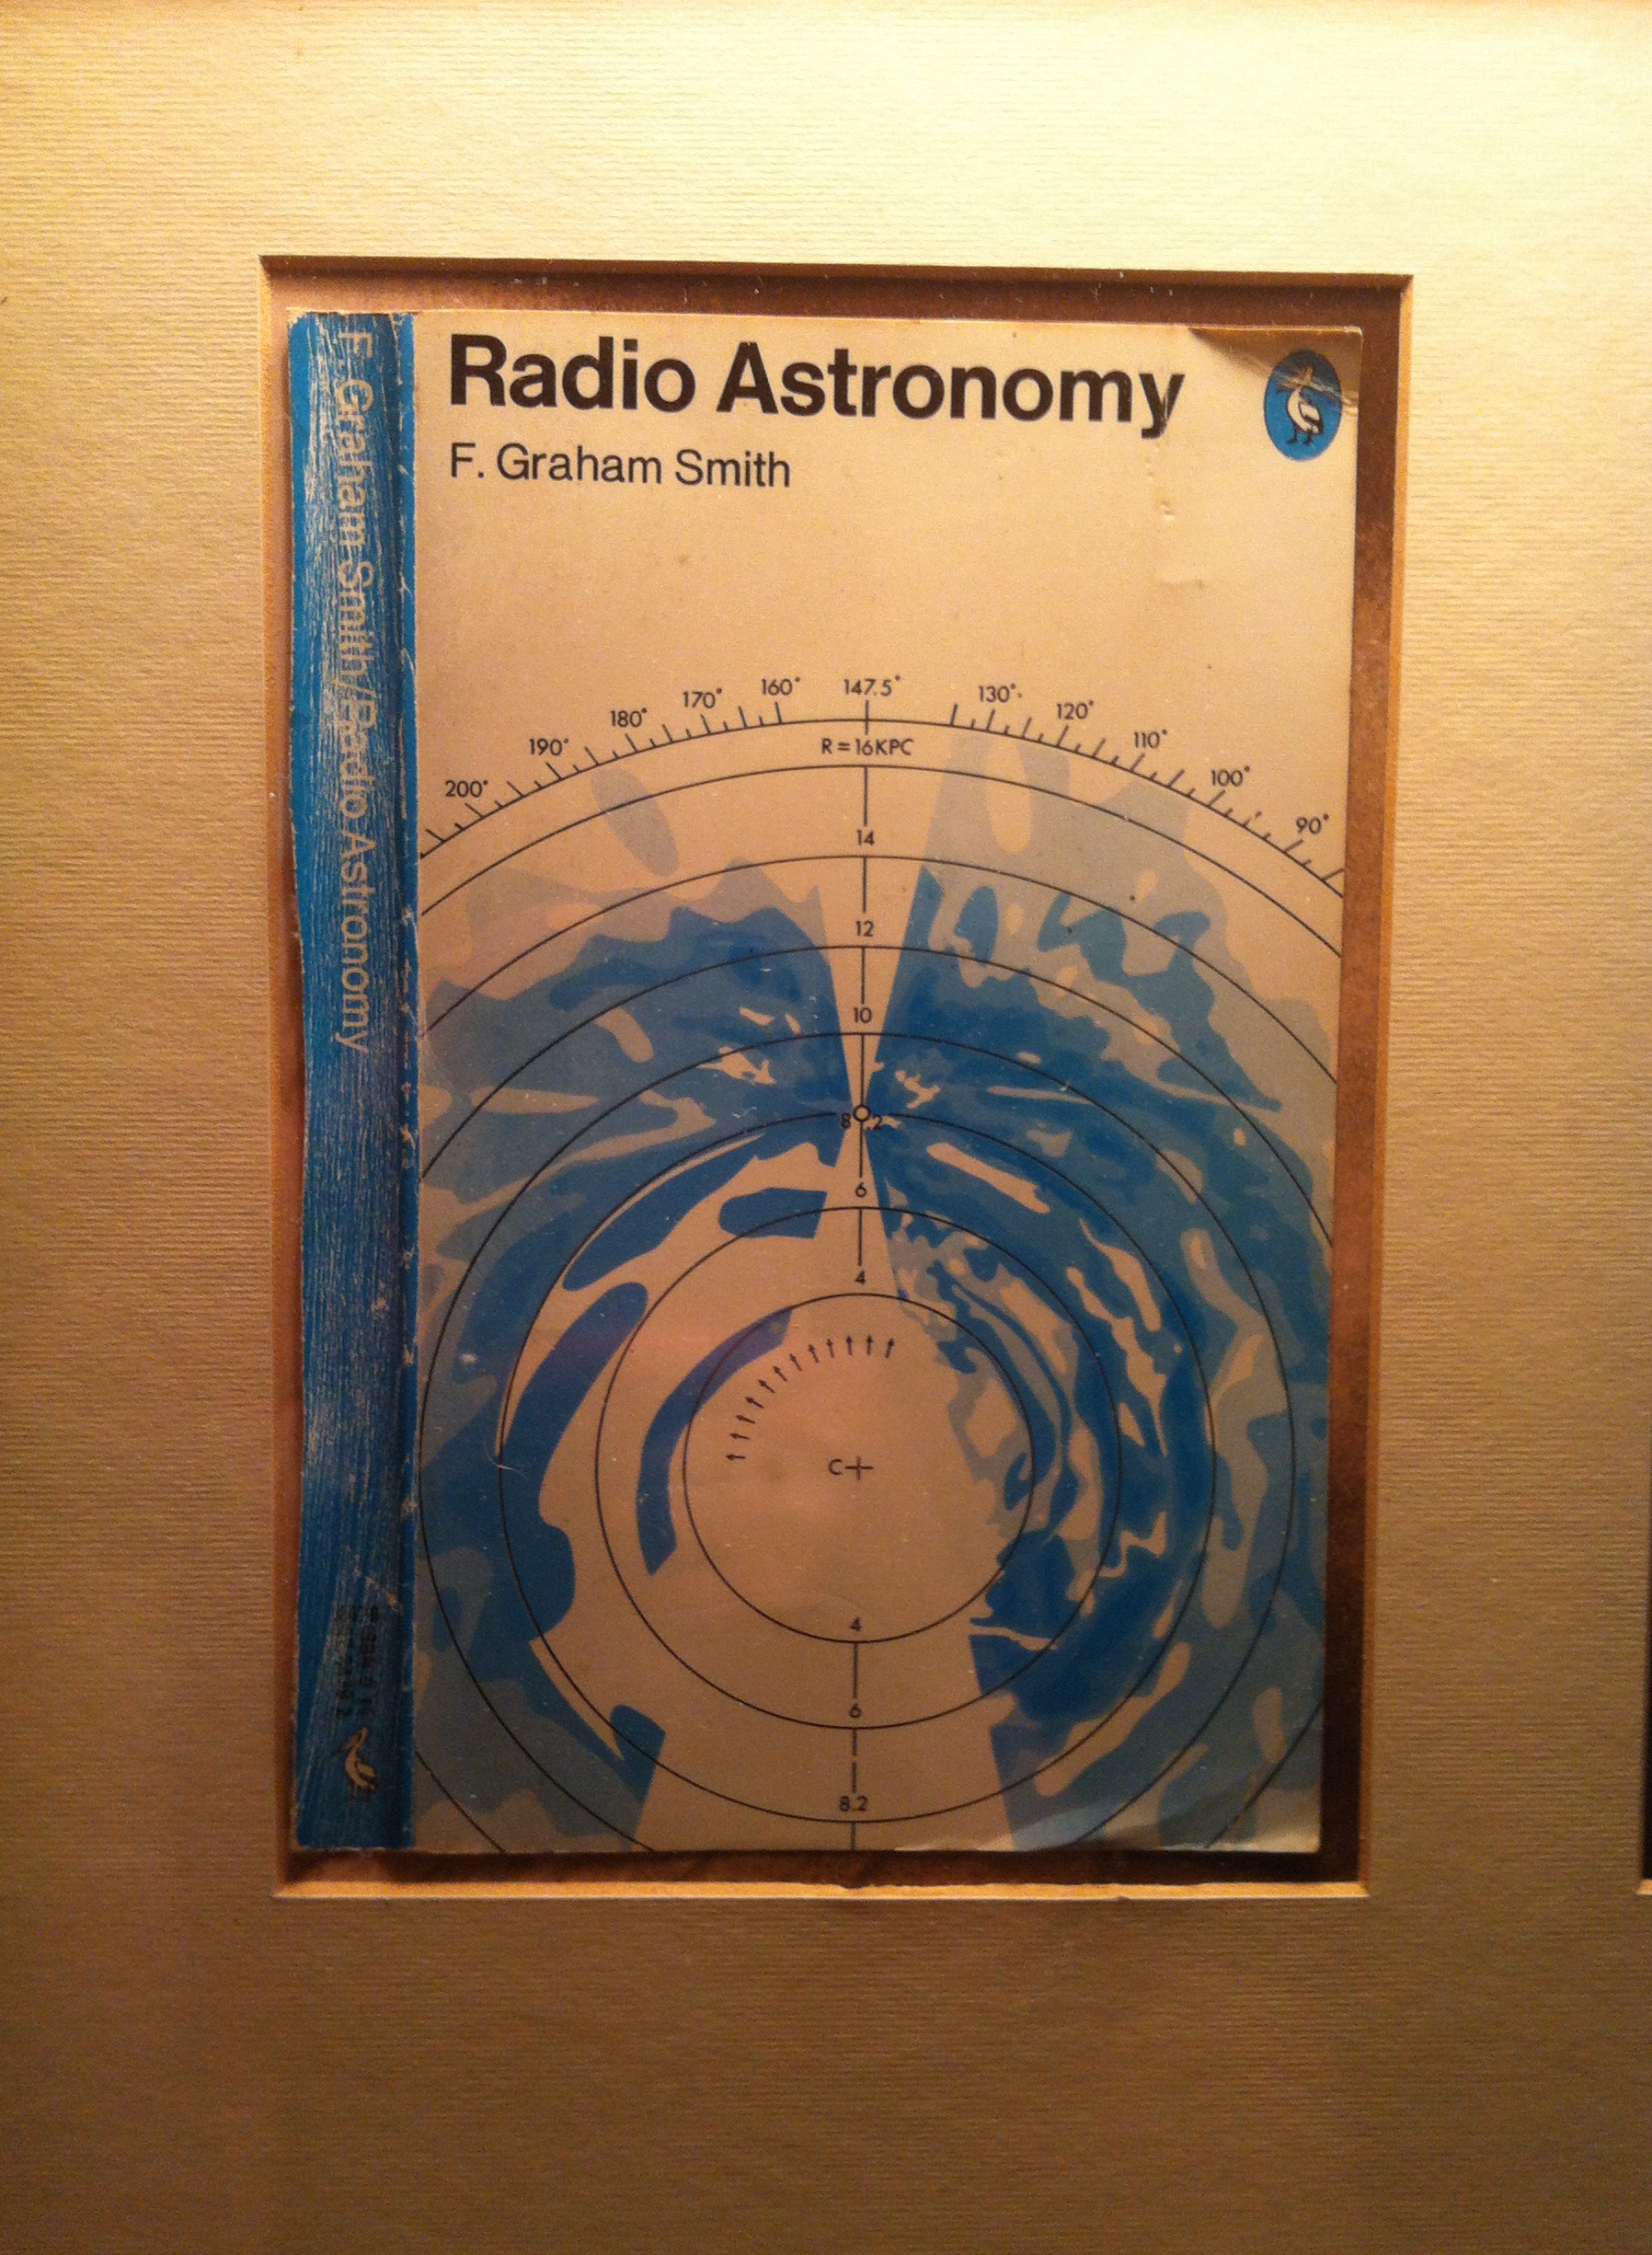 Radio Astronomy
F. Graham Smith
F. Graham Smith/Radio Astronomy
200° 190° 180° 170° 160° 147.5° 130° 120° 110° 100° 90°
R=16KPC
14
12
10
8.2
6
4
C
4
6
8.2